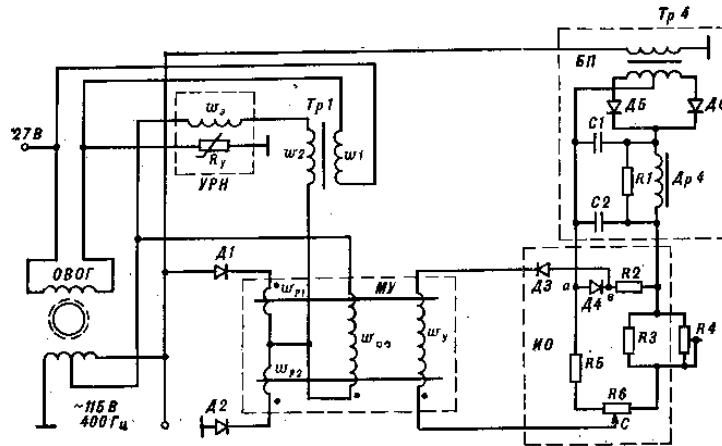 Тр 4
БП
Д5
Д6
С1
R1
Др 4
С2
wэ
Тр 1
+27В
Rу
w2
w1
УРН
ОВОГ
Д1
wр1
МУ
wос
wу
wр2
Д2
~115 В
400 Гц
Д3
а
Д4
в
R2
ИО
R3
R4
R5
R6
С